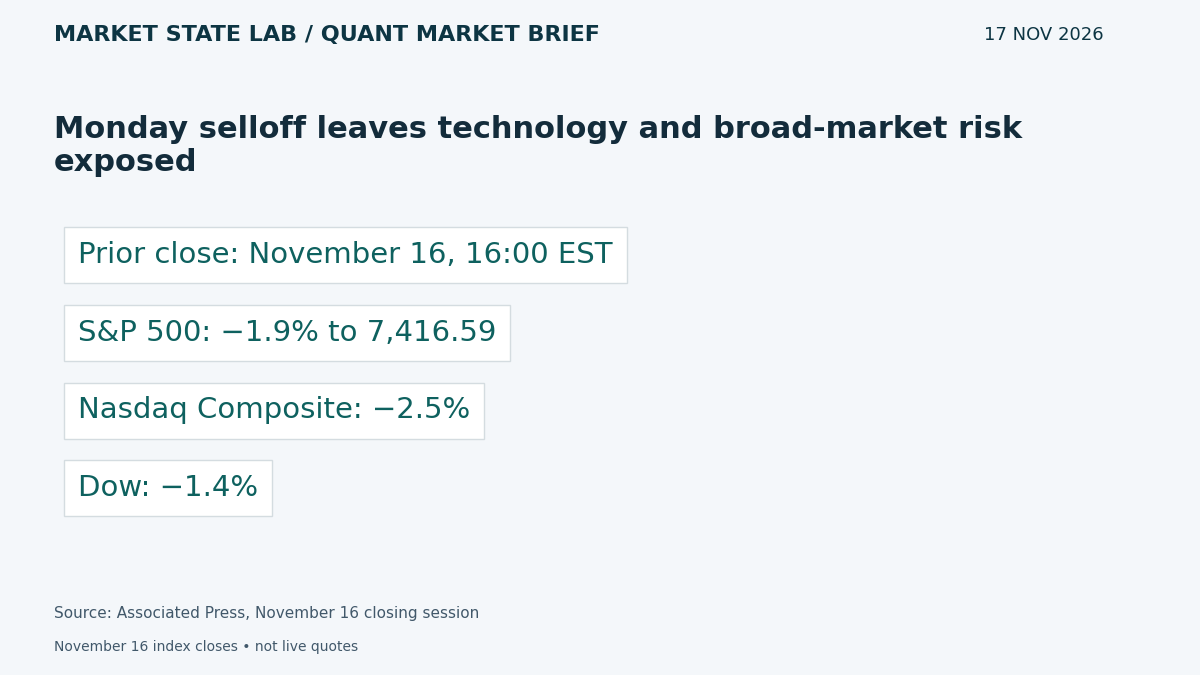 MARKET STATE LAB / QUANT MARKET BRIEF
17 NOV 2026
Monday selloff leaves technology and broad-market risk
exposed
Prior close: November 16, 16:00 EST
S&P 500: −1.9% to 7,416.59
Nasdaq Composite: −2.5%
Dow: −1.4%
Source: Associated Press, November 16 closing session
November 16 index closes • not live quotes